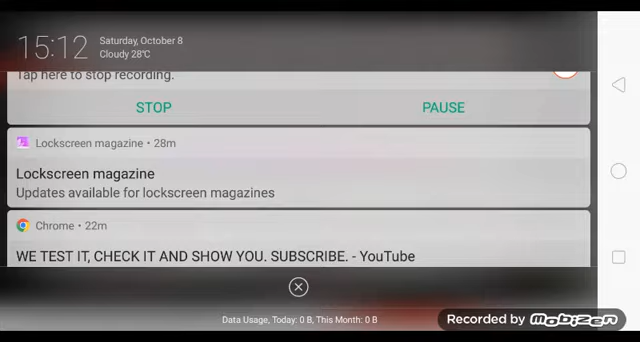 15:12
Saturday, October 8
Cloudy 28°C
Tap here to stop recording.
STOP
PAUSE
Lockscreen magazine • 28m
Lockscreen magazine
Updates available for lockscreen magazines
Chrome • 22m
WE TEST IT, CHECK IT AND SHOW YOU. SUBSCRIBE. - YouTube
Data Usage, Today: 0 B, This Month: 0 B
Recorded by Mobizen